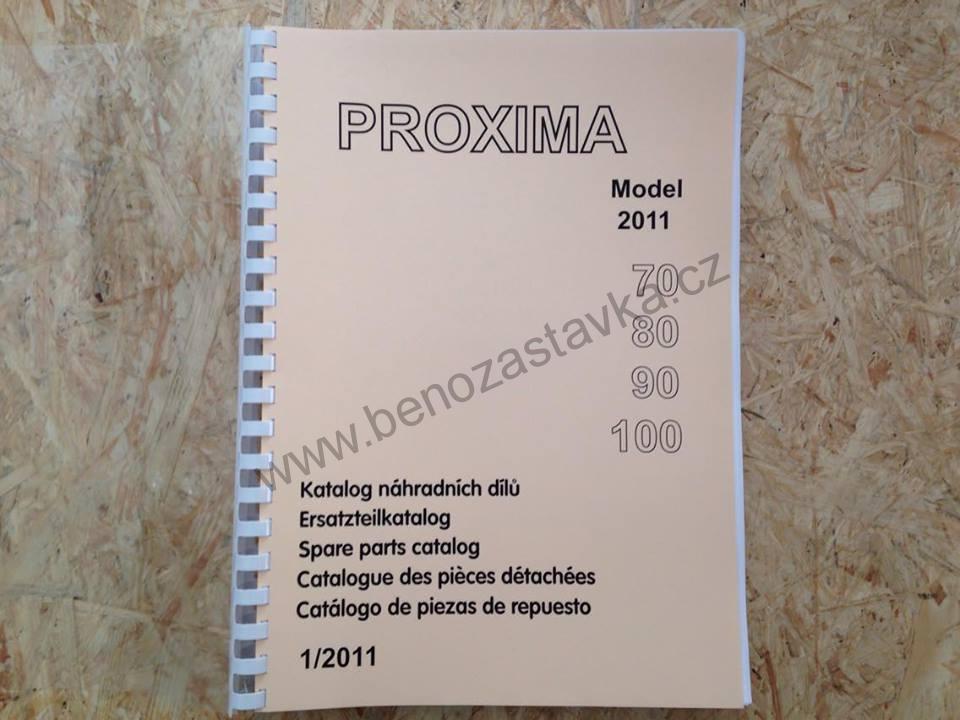 PROXIMA
Model
2011
70
80
90
100
www.benozastavka.cz
Katalog náhradních dílů
Ersatzteilkatalog
Spare parts catalog
Catalogue des pièces détachées
Catálogo de piezas de repuesto
1/2011